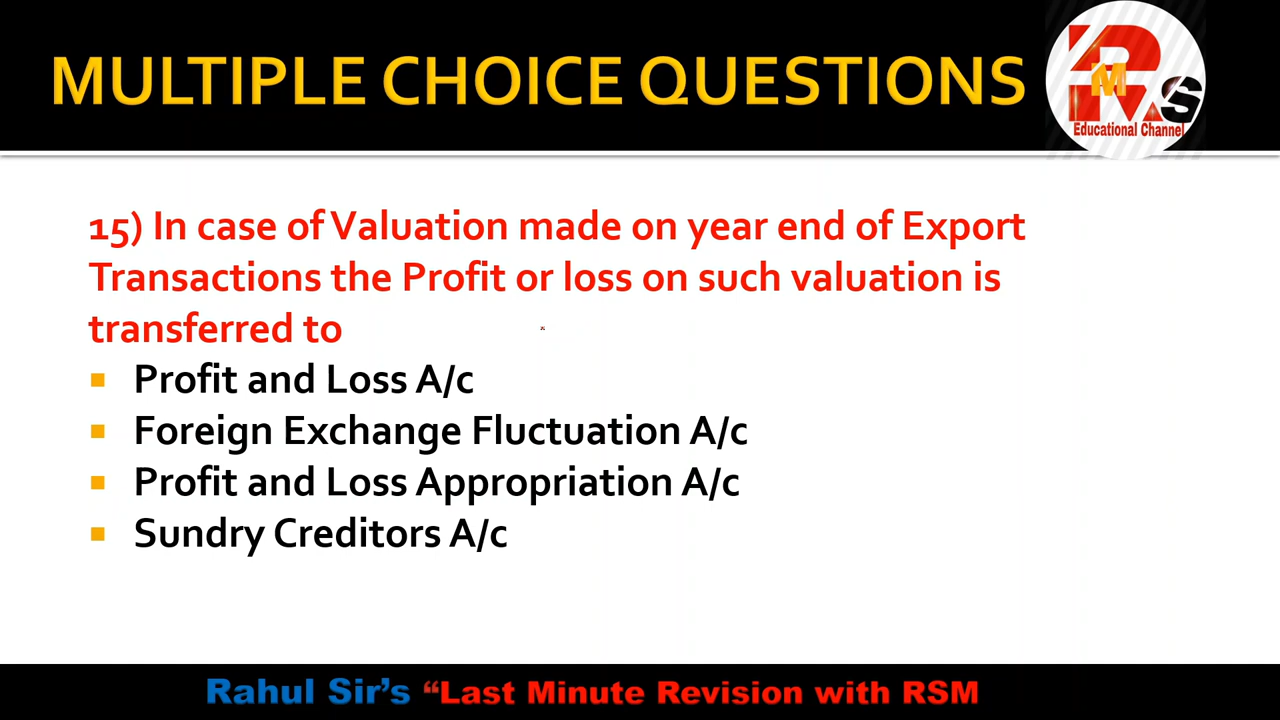 MULTIPLE CHOICE QUESTIONS
Educational Channel
15) In case of Valuation made on year end of Export
Transactions the Profit or loss on such valuation is
transferred to
Profit and Loss A/c
Foreign Exchange Fluctuation A/c
Profit and Loss Appropriation A/c
Sundry Creditors A/c
Rahul Sir's "Last Minute Revision with RSM